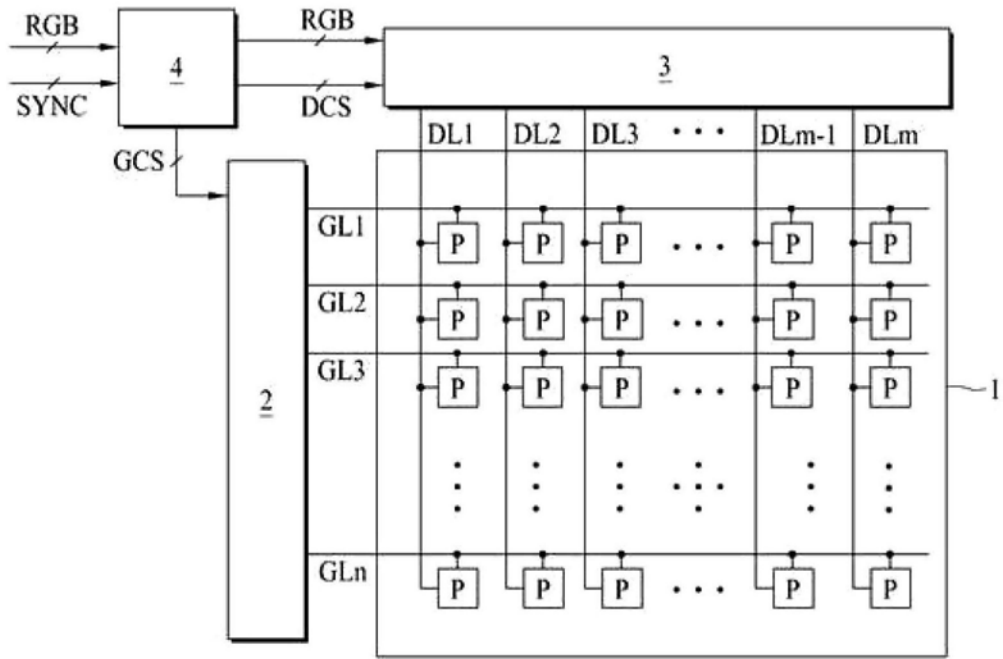 RGB RGB
4 3
SYNC DCS
DL1 DL2 DL3 • • • DLm-1 DLm
GCS
GL1
P P P • • • P P
GL2
P P P • • • P P
GL3
P P P • • • P P
2 1
GLn
P P P • • • P P